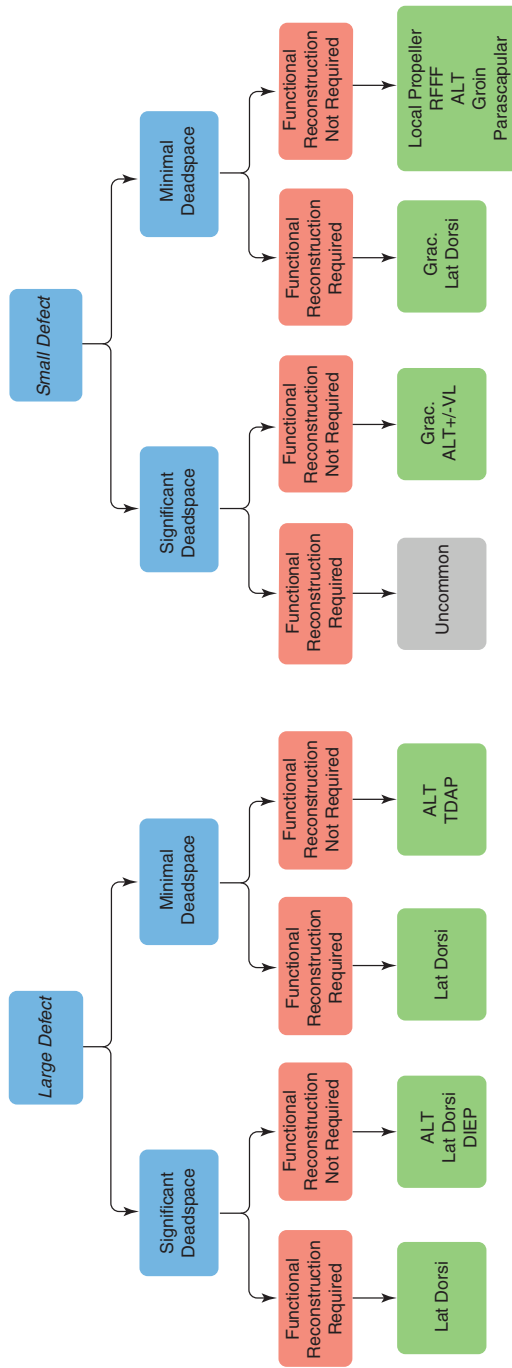 Large Defect
Significant
Deadspace
Minimal
Deadspace
Functional
Reconstruction
Required
Functional
Reconstruction
Not Required
Functional
Reconstruction
Required
Functional
Reconstruction
Not Required
Lat Dorsi
ALT
Lat Dorsi
DIEP
Lat Dorsi
ALT
TDAP
Small Defect
Significant
Deadspace
Minimal
Deadspace
Functional
Reconstruction
Required
Functional
Reconstruction
Not Required
Functional
Reconstruction
Required
Functional
Reconstruction
Not Required
Uncommon
Grac.
ALT+/-VL
Grac.
Lat Dorsi
Local Propeller
RFFF
ALT
Groin
Parascapular